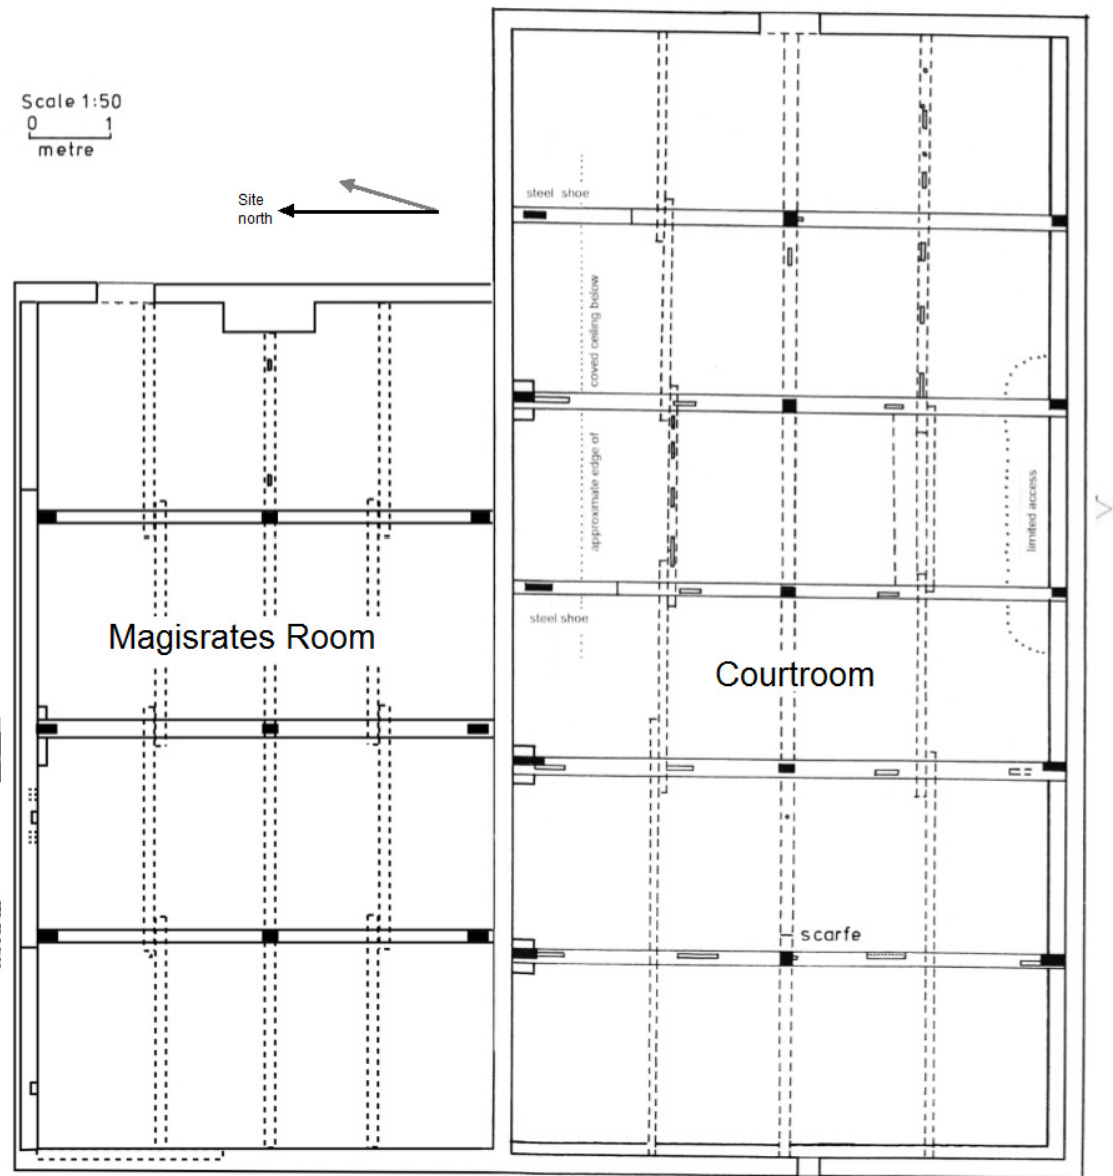 Scale 1:50
0 1
metre
Site
north
steel shoe
coved ceiling below
approximate edge of
limited access
steel shoe
Magisrates Room
Courtroom
scarfe